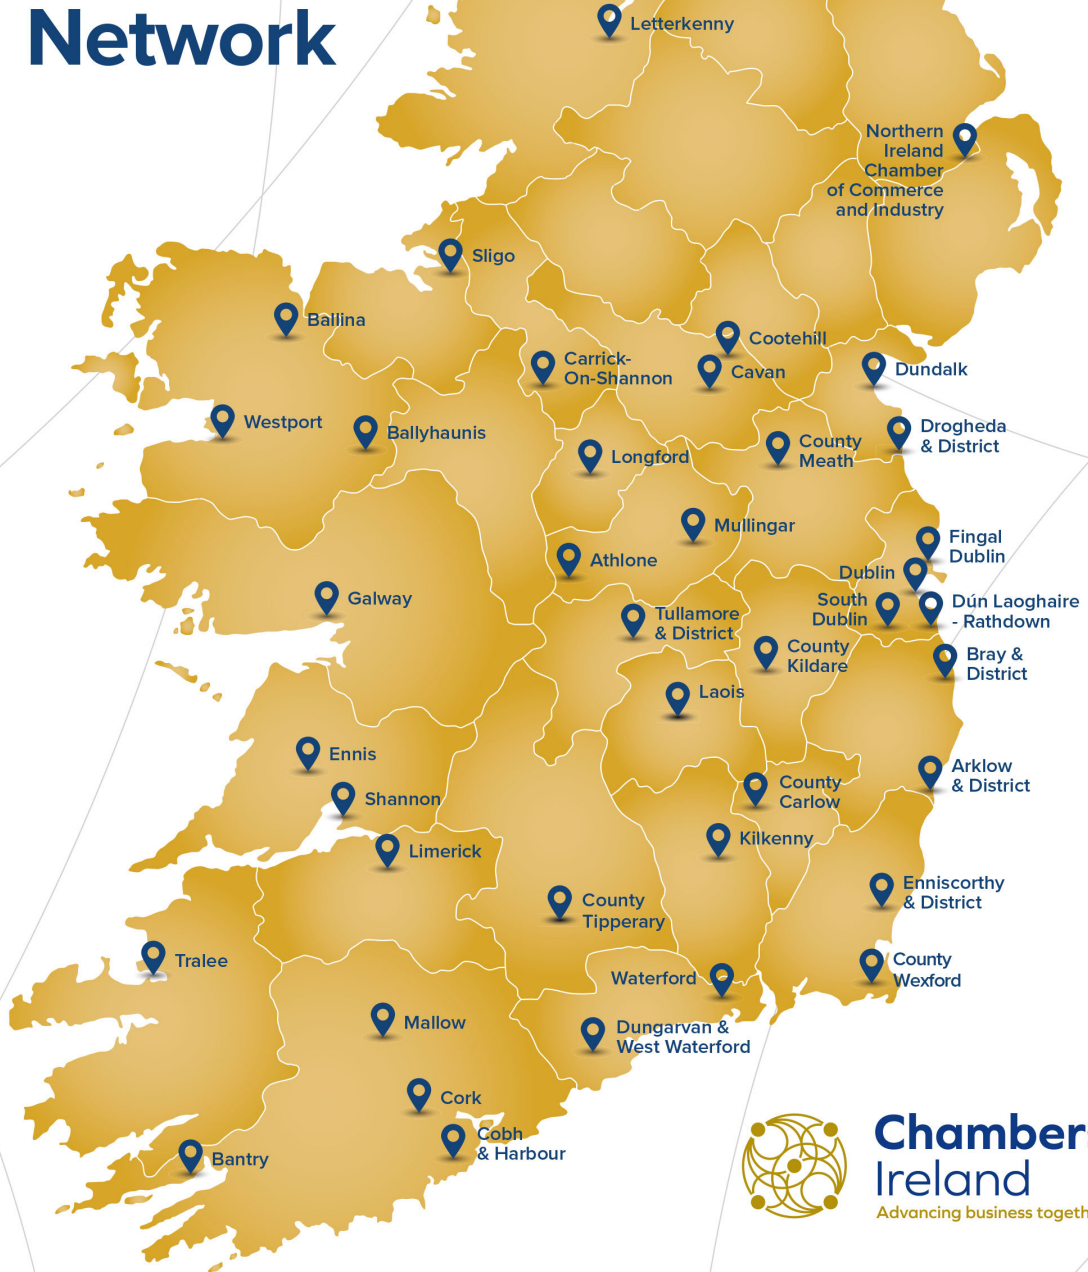 Network
Letterkenny
Northern
Ireland
Chamber
of Commerce
and Industry
Sligo
Ballina
Cootehill
Carrick-
On-Shannon
Cavan
Dundalk
Westport
Ballyhaunis
Drogheda
& District
County
Meath
Longford
Mullingar
Fingal
Dublin
Athlone
Dublin
Galway
South
Dublin
Dún Laoghaire
- Rathdown
Tullamore
& District
County
Kildare
Bray &
District
Laois
Ennis
Arklow
& District
Shannon
County
Carlow
Kilkenny
Limerick
Enniscorthy
& District
County
Tipperary
Tralee
County
Wexford
Waterford
Mallow
Dungarvan &
West Waterford
Cork
Cobh
& Harbour
Bantry
Chamber
Ireland
Advancing business togeth